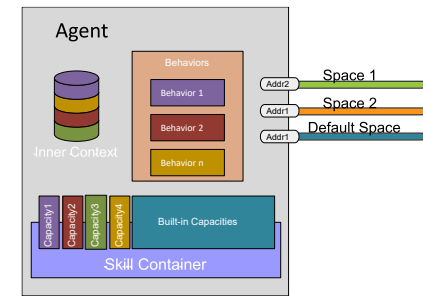 Agent
Behaviors
Behavior 1
Behavior 2
Behavior n
Inner Context
Addr2
Space 1
Addr1
Space 2
Addr1
Default Space
Capacity1
Capacity2
Capacity3
Capacity4
Built-in Capacities
Skill Container